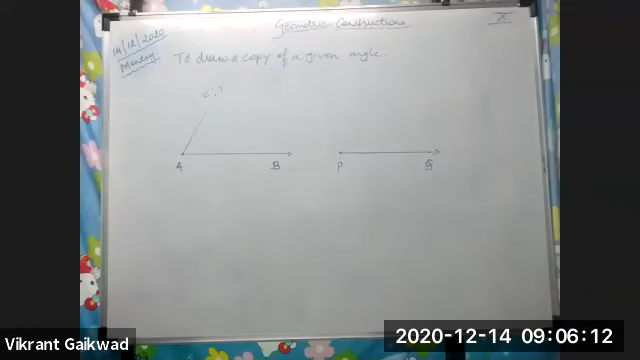 Geometric Constructions
X
14/12/2020
Monday.
To draw a copy of a given angle.
C
A
B
P
Q
Vikrant Gaikwad
2020-12-14 09:06:12